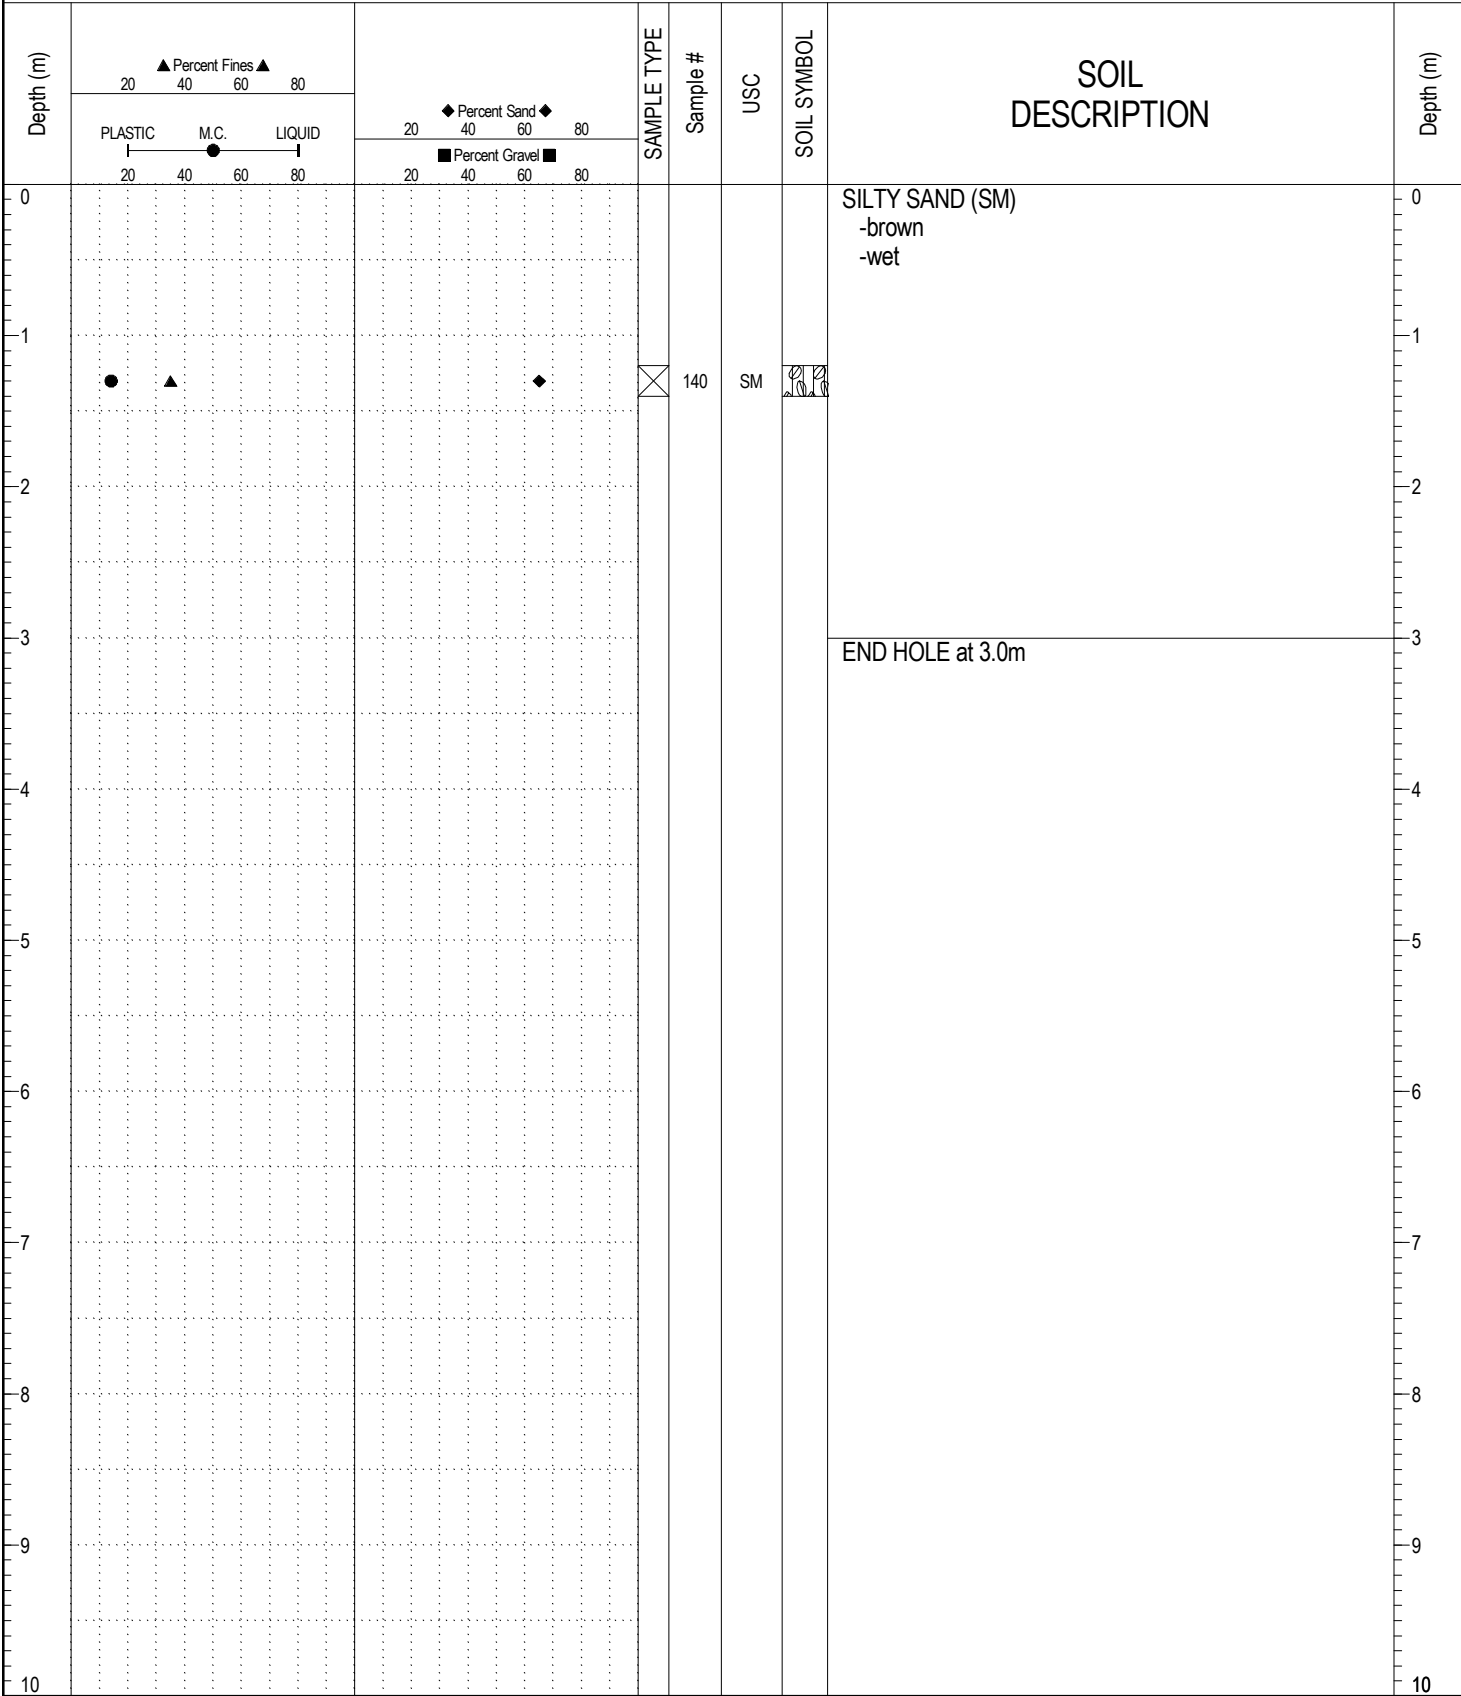 Depth (m)
▲ Percent Fines ▲
20 40 60 80
PLASTIC M.C. LIQUID
20 40 60 80
◆ Percent Sand ◆
20 40 60 80
■ Percent Gravel ■
20 40 60 80
SAMPLE TYPE
Sample #
USC
SOIL SYMBOL
SOIL
DESCRIPTION
Depth (m)
0 SILTY SAND (SM) 0
-brown
-wet
1 1
140 SM
2 2
3 3
END HOLE at 3.0m
4 4
5 5
6 6
7 7
8 8
9 9
10 10